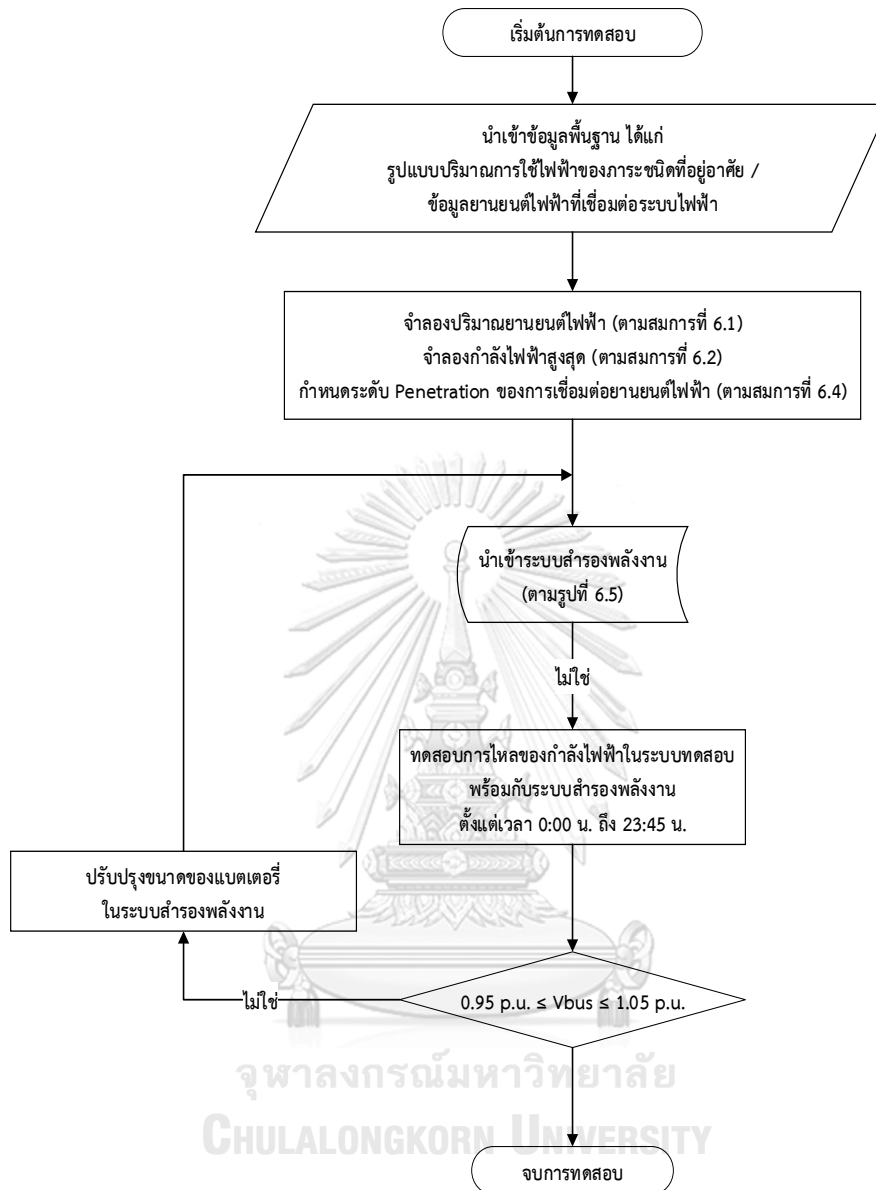 เริ่มต้นการทดสอบ
นำเข้าข้อมูลพื้นฐาน ได้แก่
รูปแบบปริมาณการใช้ไฟฟ้าของภาระชนิดที่อยู่อาศัย /
ข้อมูลยานยนต์ไฟฟ้าที่เชื่อมต่อระบบไฟฟ้า
จำลองปริมาณยานยนต์ไฟฟ้า (ตามสมการที่ 6.1)
จำลองกำลังไฟฟ้าสูงสุด (ตามสมการที่ 6.2)
กำหนดระดับ Penetration ของการเชื่อมต่อยานยนต์ไฟฟ้า (ตามสมการที่ 6.4)
นำเข้าระบบสำรองพลังงาน
(ตามรูปที่ 6.5)
ไม่ใช่
ทดสอบการไหลของกำลังไฟฟ้าในระบบทดสอบ
พร้อมกับระบบสำรองพลังงาน
ตั้งแต่เวลา 0:00 น. ถึง 23:45 น.
ปรับปรุงขนาดของแบตเตอรี่
ในระบบสำรองพลังงาน
ไม่ใช่
0.95 p.u. ≤ Vbus ≤ 1.05 p.u.
จุฬาลงกรณ์มหาวิทยาลัย
CHULALONGKORN UNIVERSITY
จบการทดสอบ